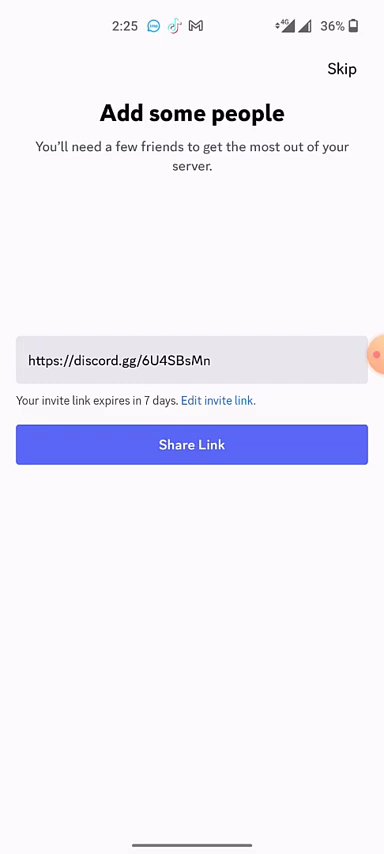 2:25 4G 36%
Skip
Add some people
You'll need a few friends to get the most out of your
server.
https://discord.gg/6U4SBsMn
Your invite link expires in 7 days. Edit invite link.
Share Link